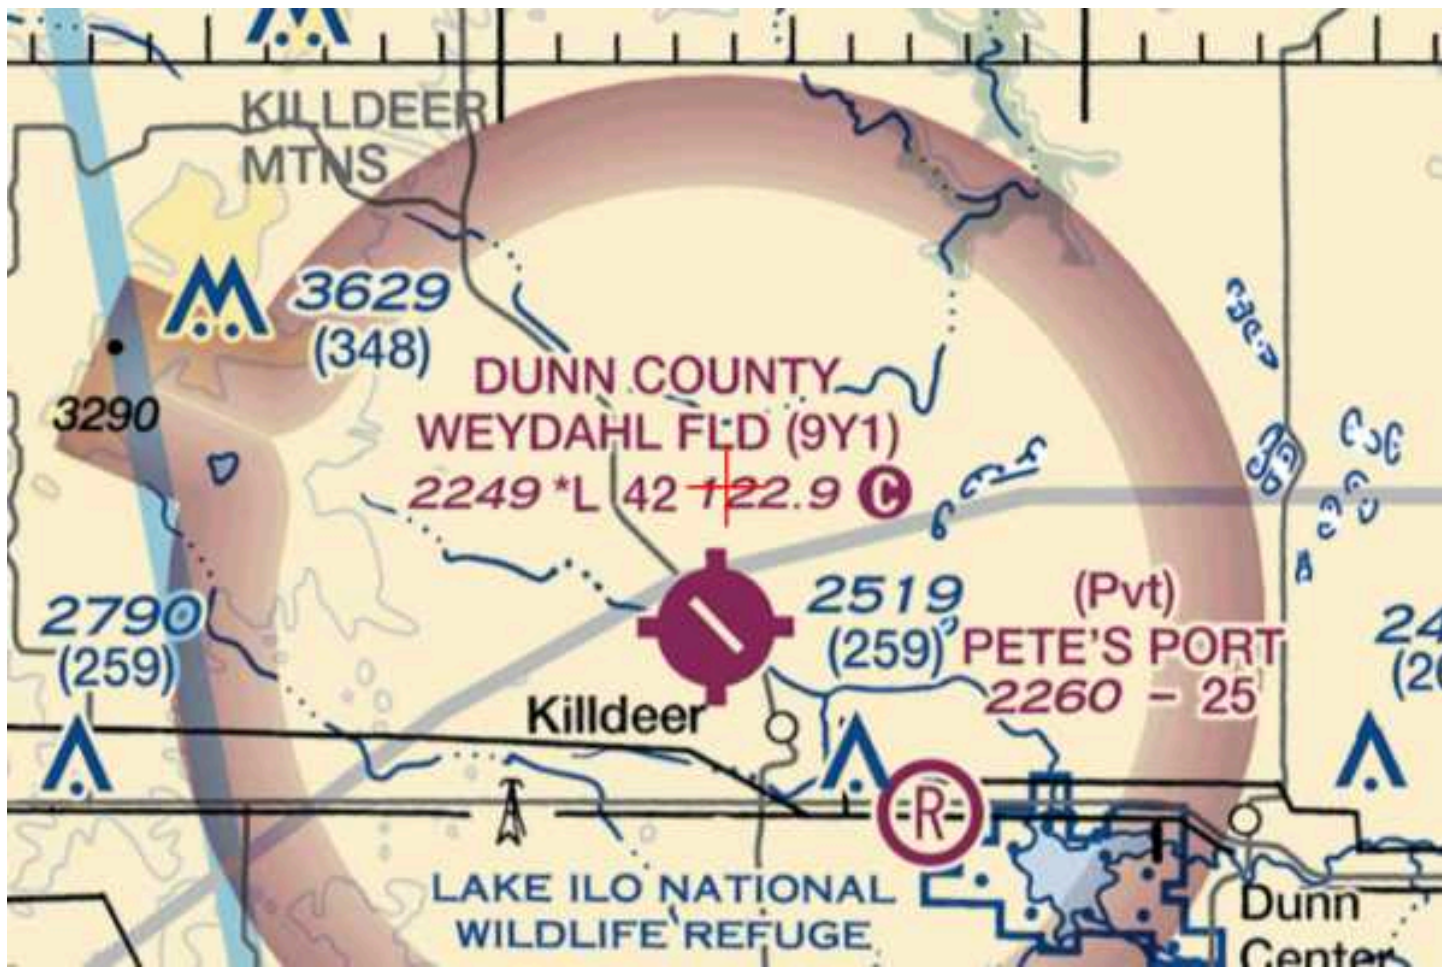 KILLDEER
MTNS
3629
(348)
3290
DUNN COUNTY
WEYDAHL FLD (9Y1)
2249 *L 42 122.9 C
2790
(259)
2519
(259)
(Pvt)
PETE'S PORT
2260 - 25
Killdeer
R
LAKE ILO NATIONAL
WILDLIFE REFUGE
Dunn
Center